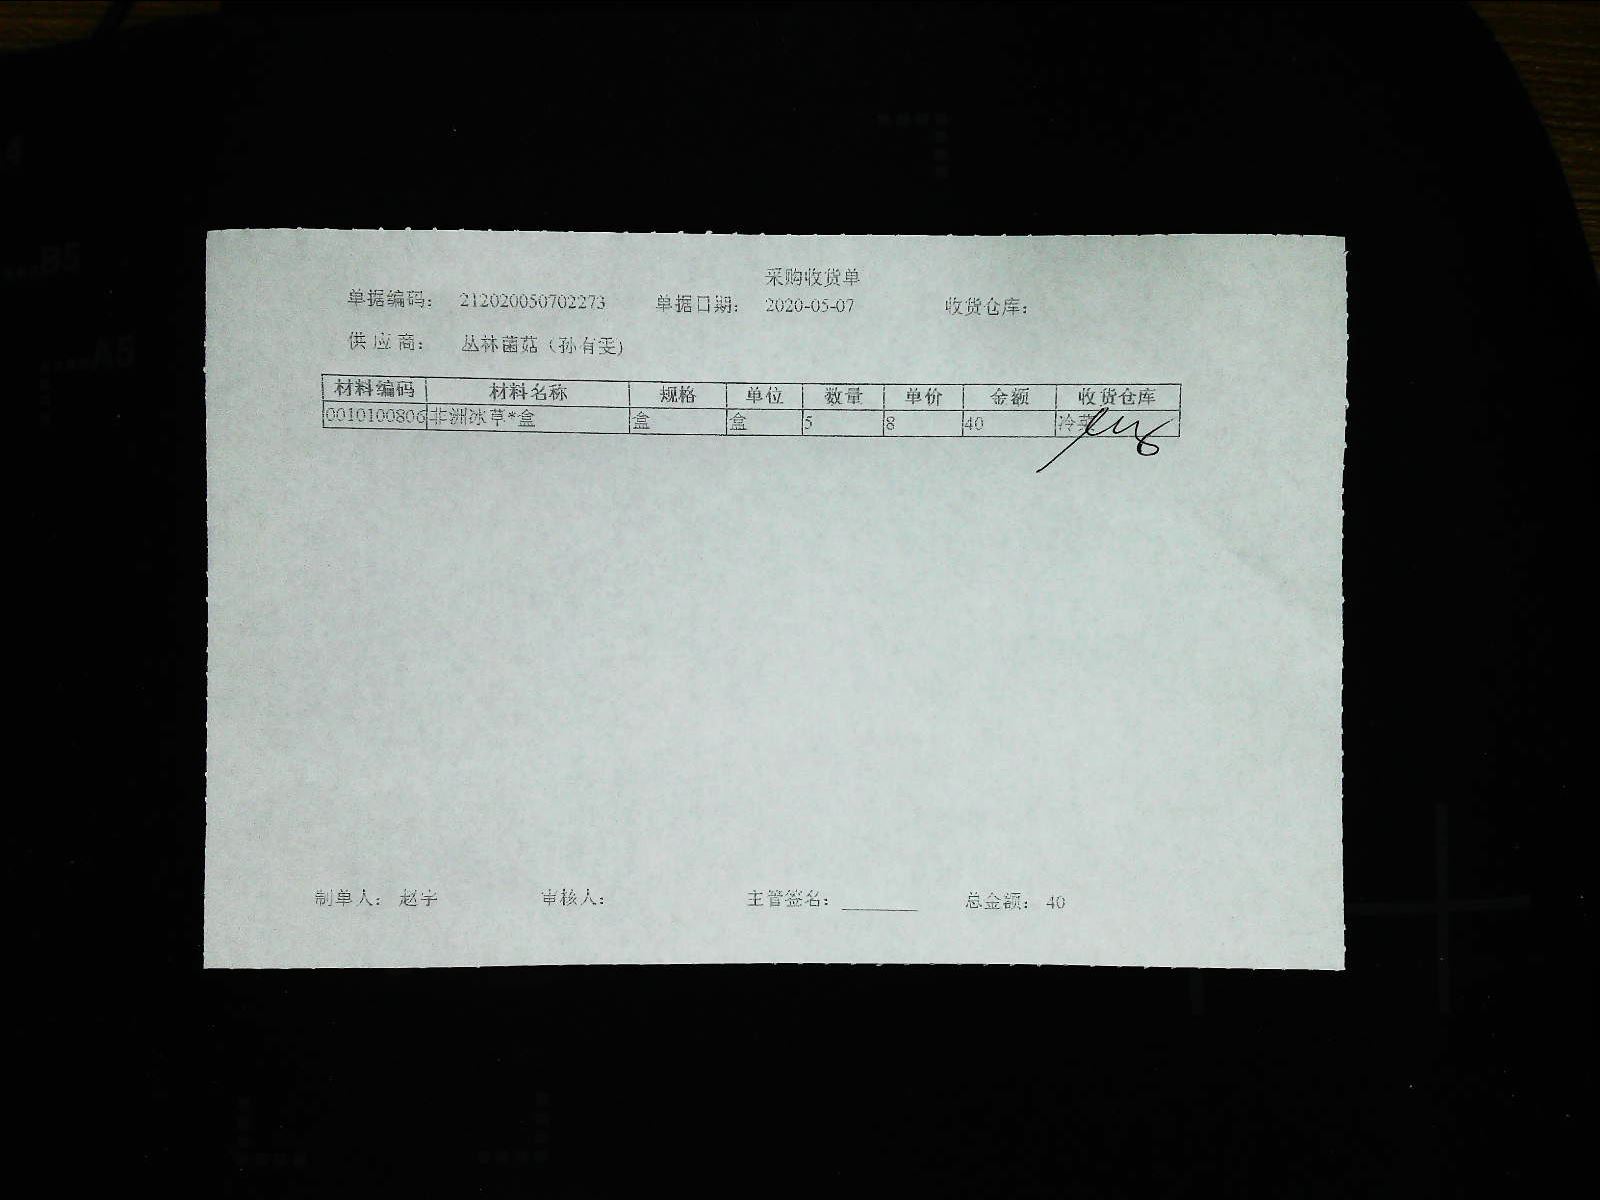 采购收货单
单据编码: 212020050702273 单据日期: 2020-05-07 收货仓库:
供应商: 丛林菌菇(孙有雯)
材料编码 材料名称 规格 单位 数量 单价 金额 收货仓库
0010100806 非洲冰草*盒 盒 盒 5 8 40 冷菜
制单人: 赵宇 审核人: 主管签名: 总金额: 40
B5
A6